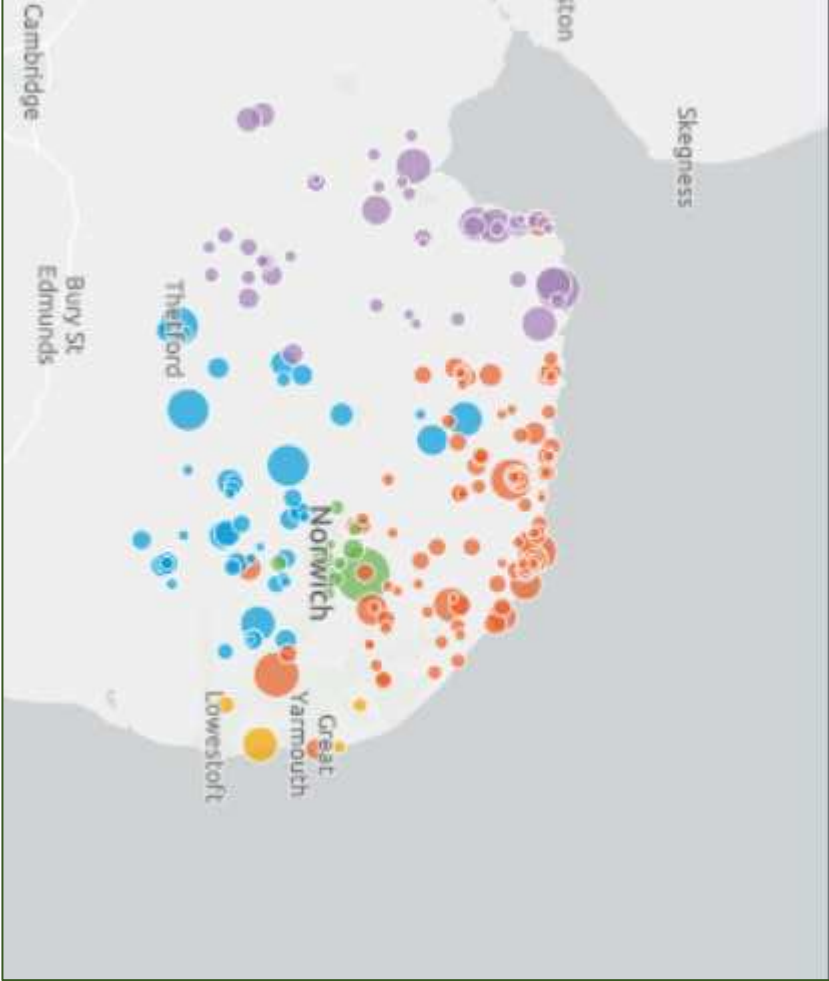 Skegness
ston
Norwich
Great
Yarmouth
Lowestoft
Thetford
Bury St
Edmunds
Cambridge